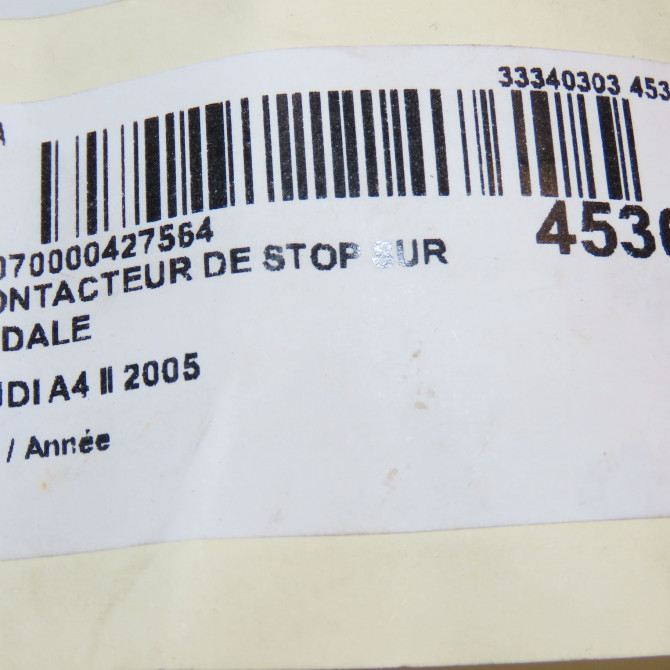 33340303 453
A
070000427564
4536
ONTACTEUR DE STOP SUR
DALE
UDI A4 II 2005
/ Année